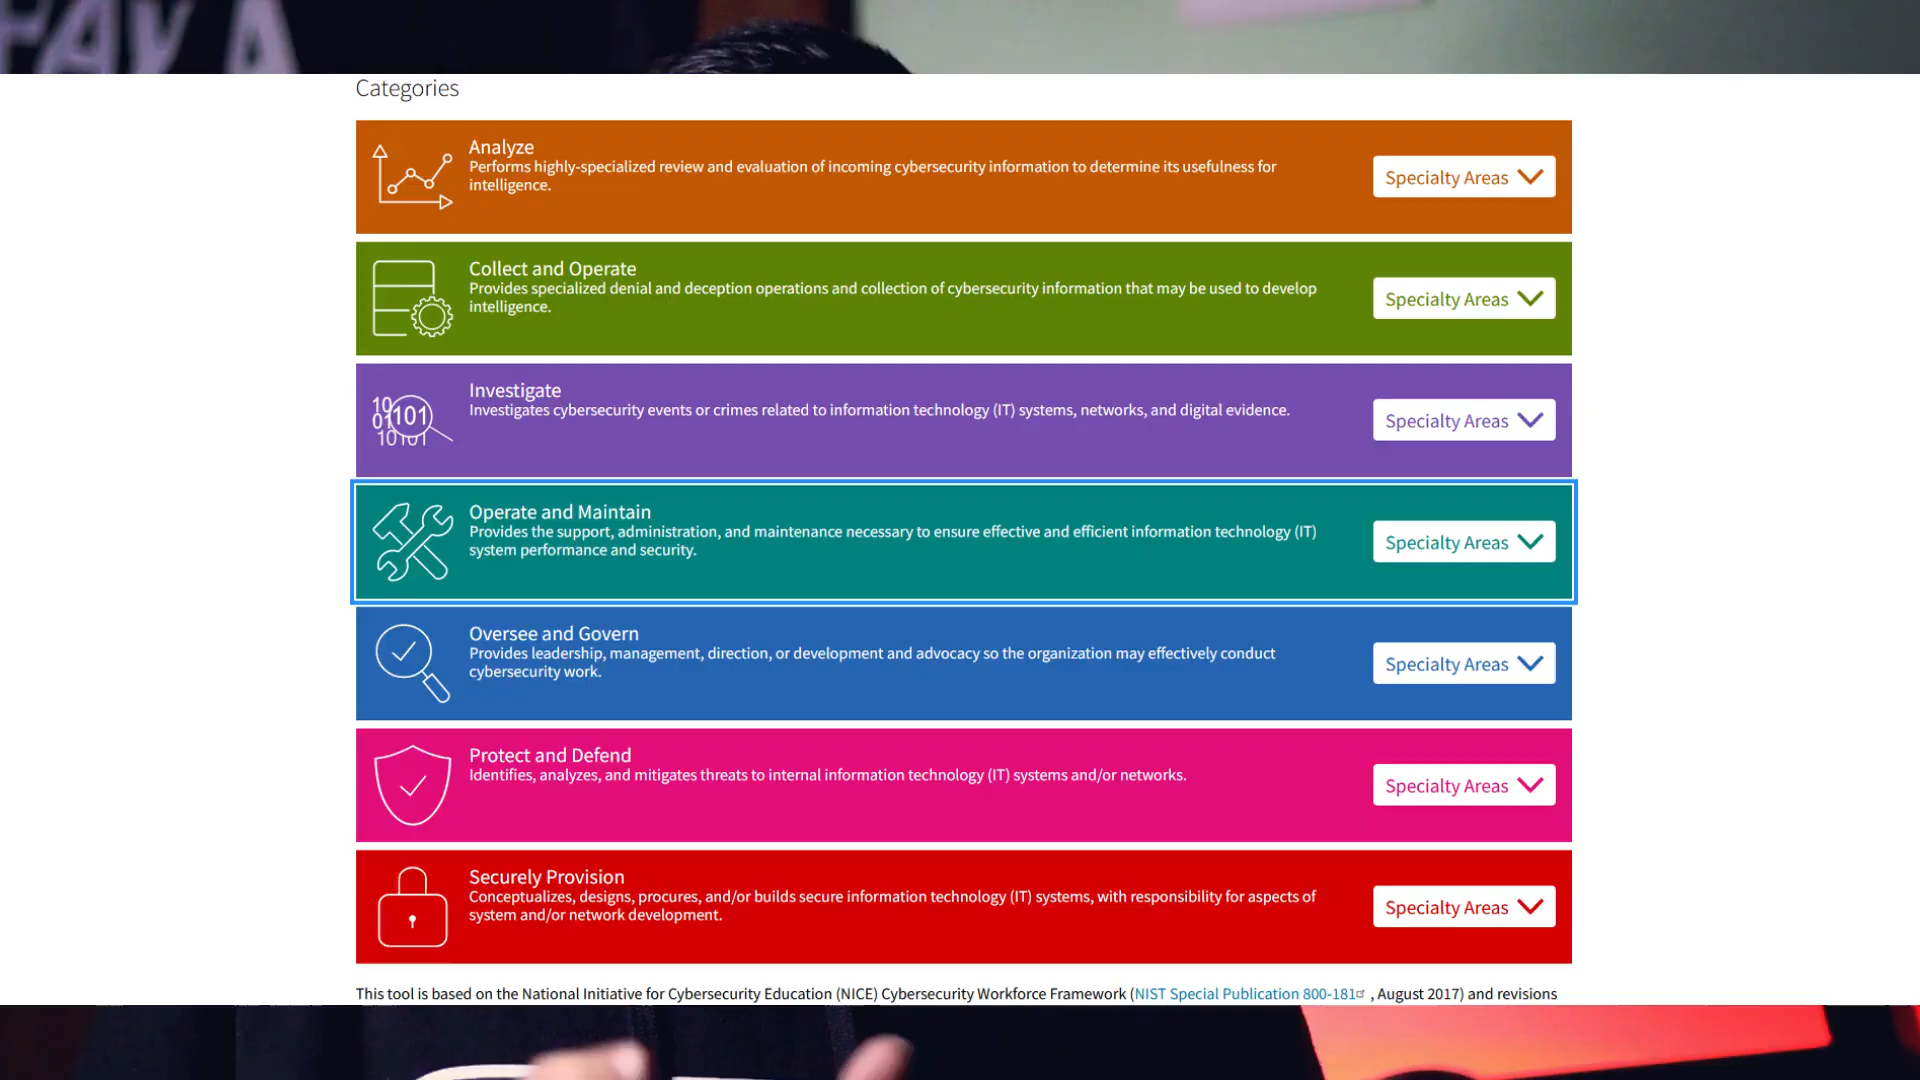 Categories
Analyze
Performs highly-specialized review and evaluation of incoming cybersecurity information to determine its usefulness for
intelligence.
Specialty Areas
Collect and Operate
Provides specialized denial and deception operations and collection of cybersecurity information that may be used to develop
intelligence.
Specialty Areas
Investigate
Investigates cybersecurity events or crimes related to information technology (IT) systems, networks, and digital evidence.
Specialty Areas
Operate and Maintain
Provides the support, administration, and maintenance necessary to ensure effective and efficient information technology (IT)
system performance and security.
Specialty Areas
Oversee and Govern
Provides leadership, management, direction, or development and advocacy so the organization may effectively conduct
cybersecurity work.
Specialty Areas
Protect and Defend
Identifies, analyzes, and mitigates threats to internal information technology (IT) systems and/or networks.
Specialty Areas
Securely Provision
Conceptualizes, designs, procures, and/or builds secure information technology (IT) systems, with responsibility for aspects of
system and/or network development.
Specialty Areas
This tool is based on the National Initiative for Cybersecurity Education (NICE) Cybersecurity Workforce Framework (NIST Special Publication 800-181 , August 2017) and revisions